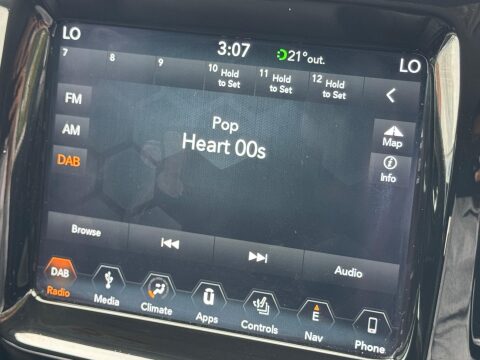 LO 3:07 21°out. LO
7 8 9 10 Hold to Set 11 Hold to Set 12 Hold to Set
FM
AM
DAB
Pop
Heart 00s
Map
Info
Browse Audio
DAB
E
Radio Media Climate Apps Controls Nav Phone